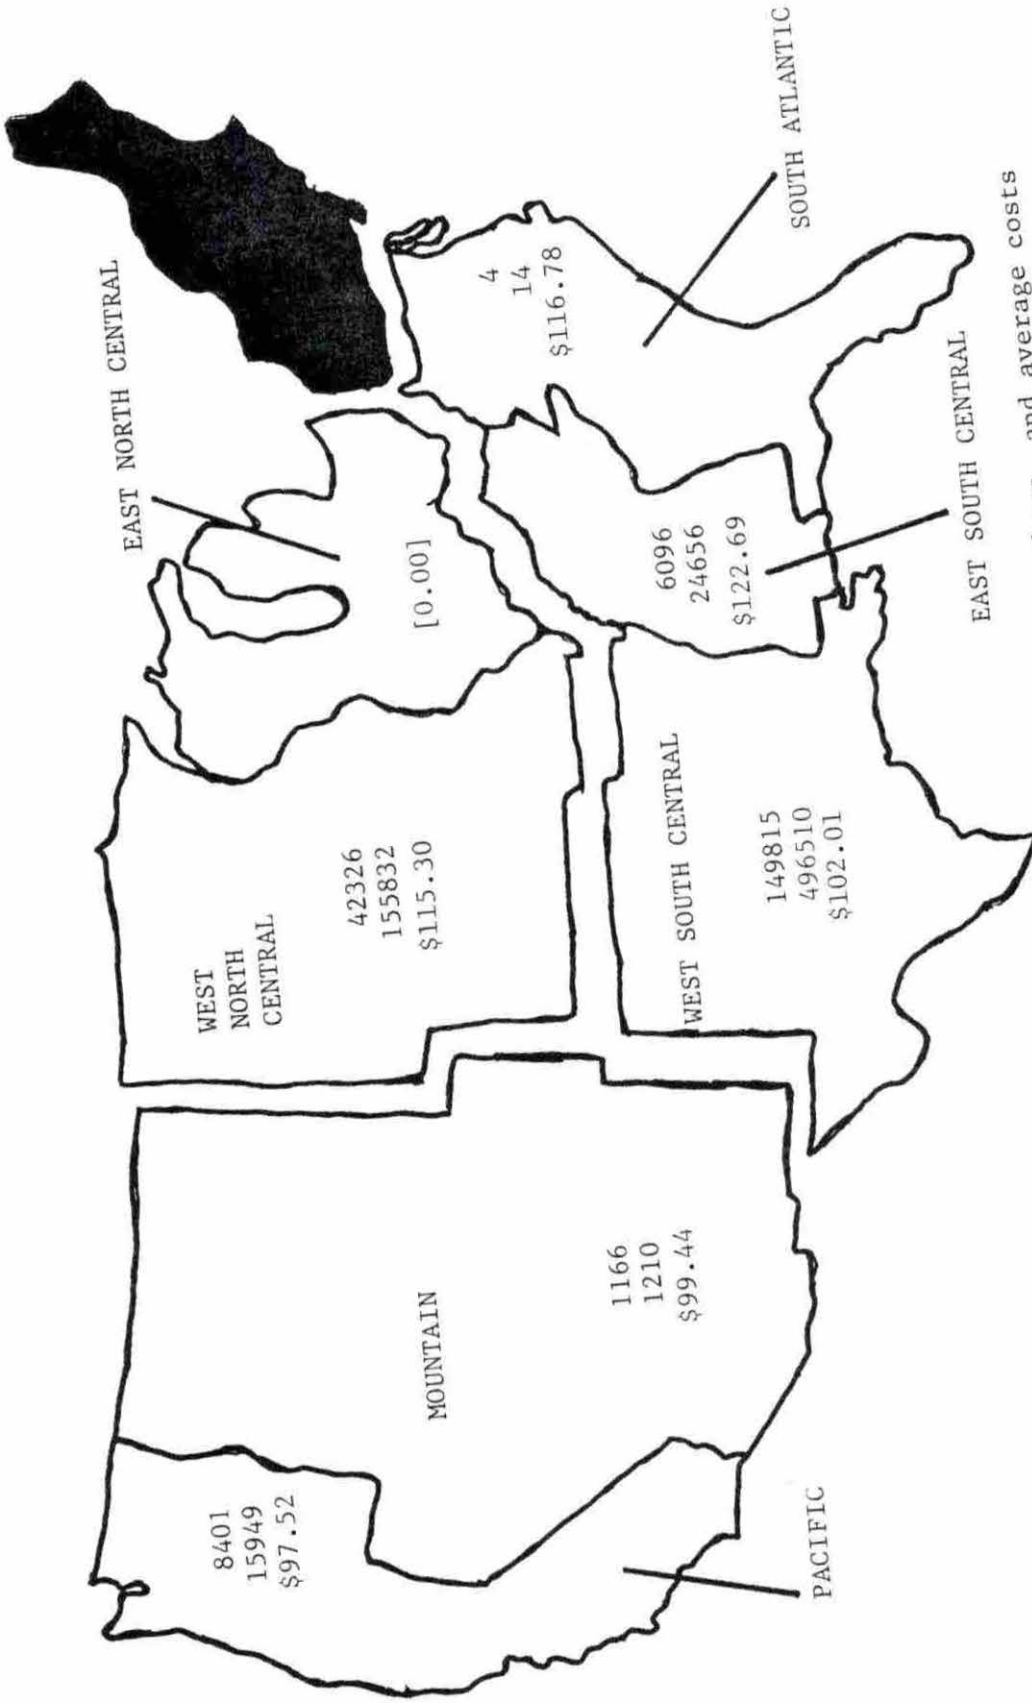 8401
15949
$97.52
PACIFIC
MOUNTAIN
1166
1210
$99.44
WEST
NORTH
CENTRAL
42326
155832
$115.30
WEST SOUTH CENTRAL
149815
496510
$102.01
EAST NORTH CENTRAL
[0.00]
6096
24656
$122.69
EAST SOUTH CENTRAL
4
14
$116.78
SOUTH ATLANTIC
and average costs